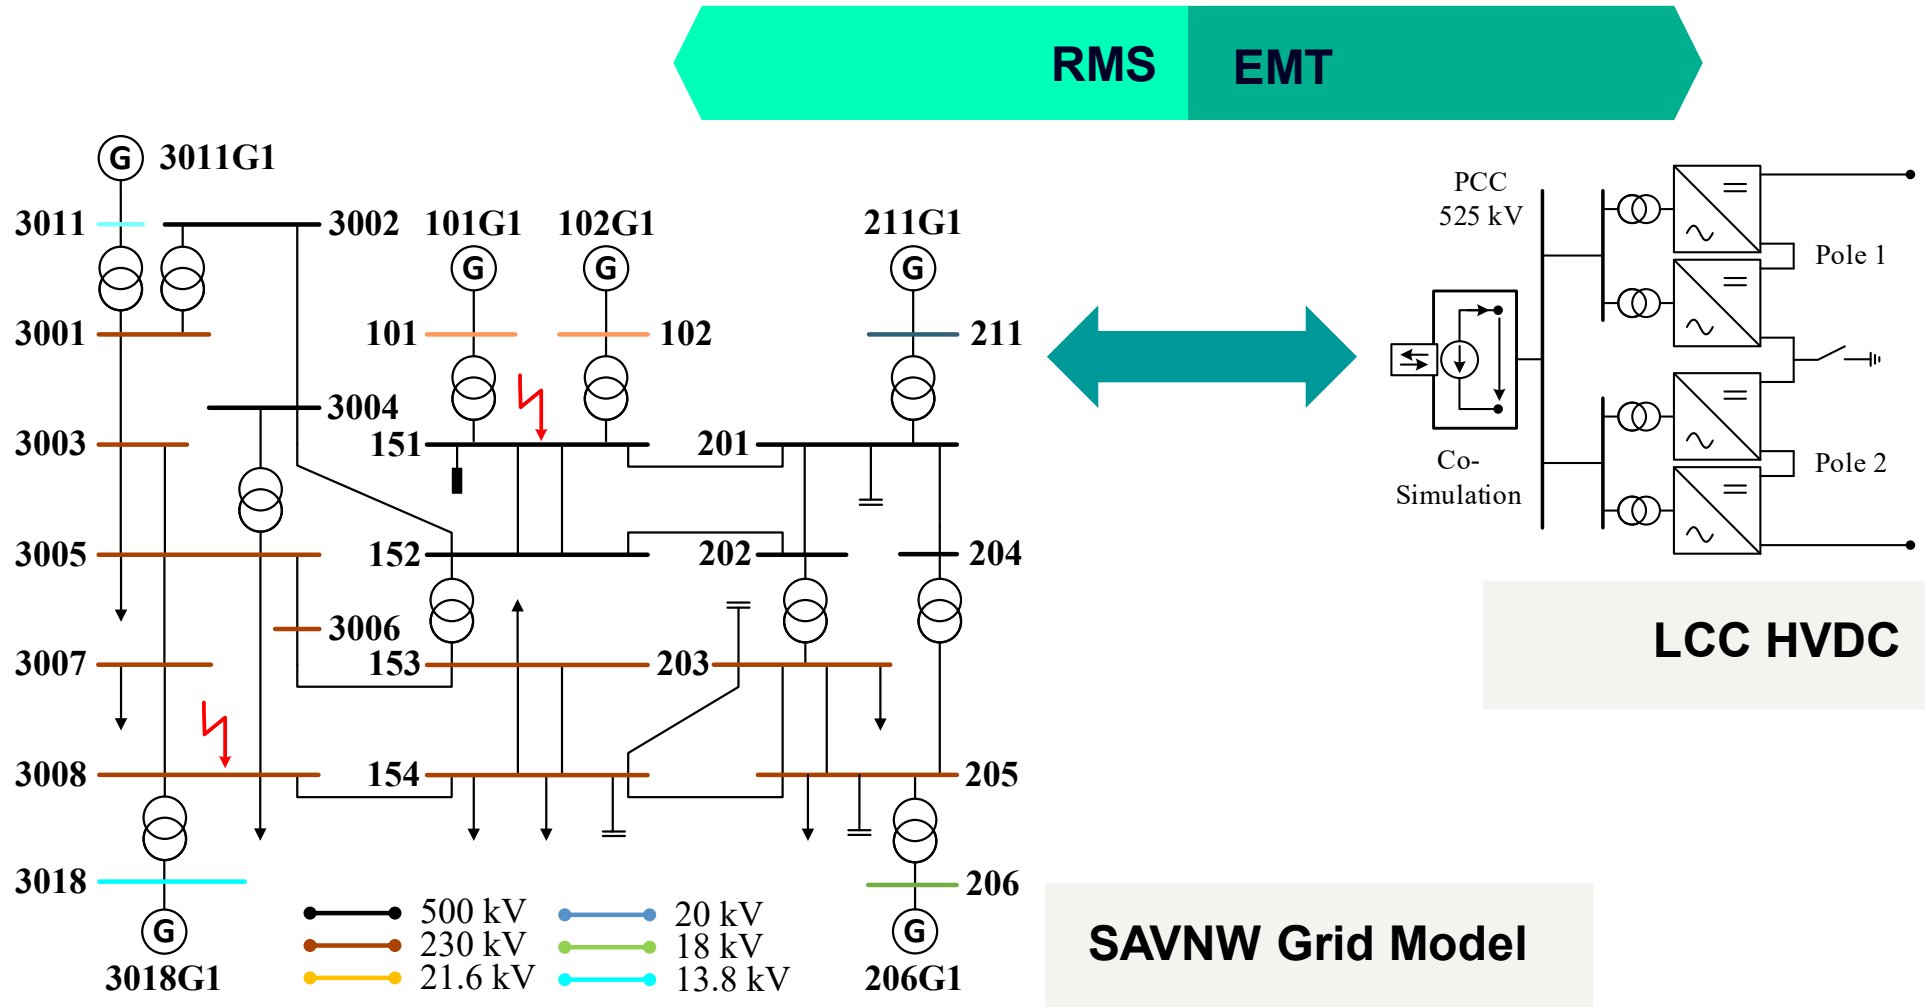 RMS EMT
G 3011G1
3011
3002
101G1
102G1
211G1
G
G
G
3001
101
102
211
3004
3003
151
201
3005
152
202
204
3006
3007
153
203
3008
154
205
3018
206
G
3018G1
G
206G1
500 kV
20 kV
230 kV
18 kV
21.6 kV
13.8 kV
PCC
525 kV
Pole 1
Co-
Simulation
Pole 2
LCC HVDC
SAVNW Grid Model